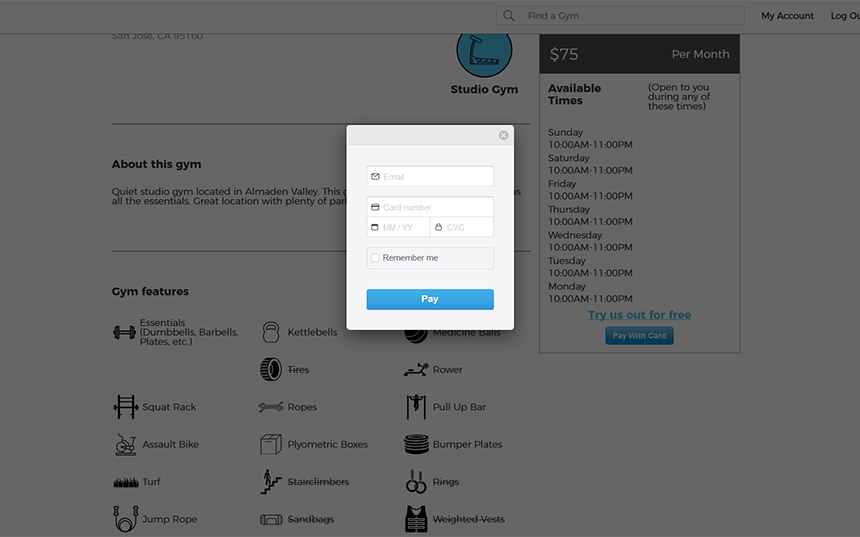 Find a Gym
My Account
Log Ou
San Jose, CA 95160
Studio Gym
$75
Per Month
Available
Times
(Open to you
during any of
these times)
Sunday
10:00AM-11:00PM
Saturday
10:00AM-11:00PM
Friday
10:00AM-11:00PM
Thursday
10:00AM-11:00PM
Wednesday
10:00AM-11:00PM
Tuesday
10:00AM-11:00PM
Monday
10:00AM-11:00PM
Try us out for free
Pay With Card
About this gym
Quiet studio gym located in Almaden Valley. This
all the essentials. Great location with plenty of
Email
Card number
MM / YY
CVC
Remember me
Pay
Gym features
Essentials
(Dumbbells, Barbells,
Plates, etc.)
Kettlebells
Medicine Balls
Tires
Rower
Squat Rack
Ropes
Pull Up Bar
Assault Bike
Plyometric Boxes
Bumper Plates
Turf
Stairclimbers
Rings
Jump Rope
Sandbags
Weighted Vests